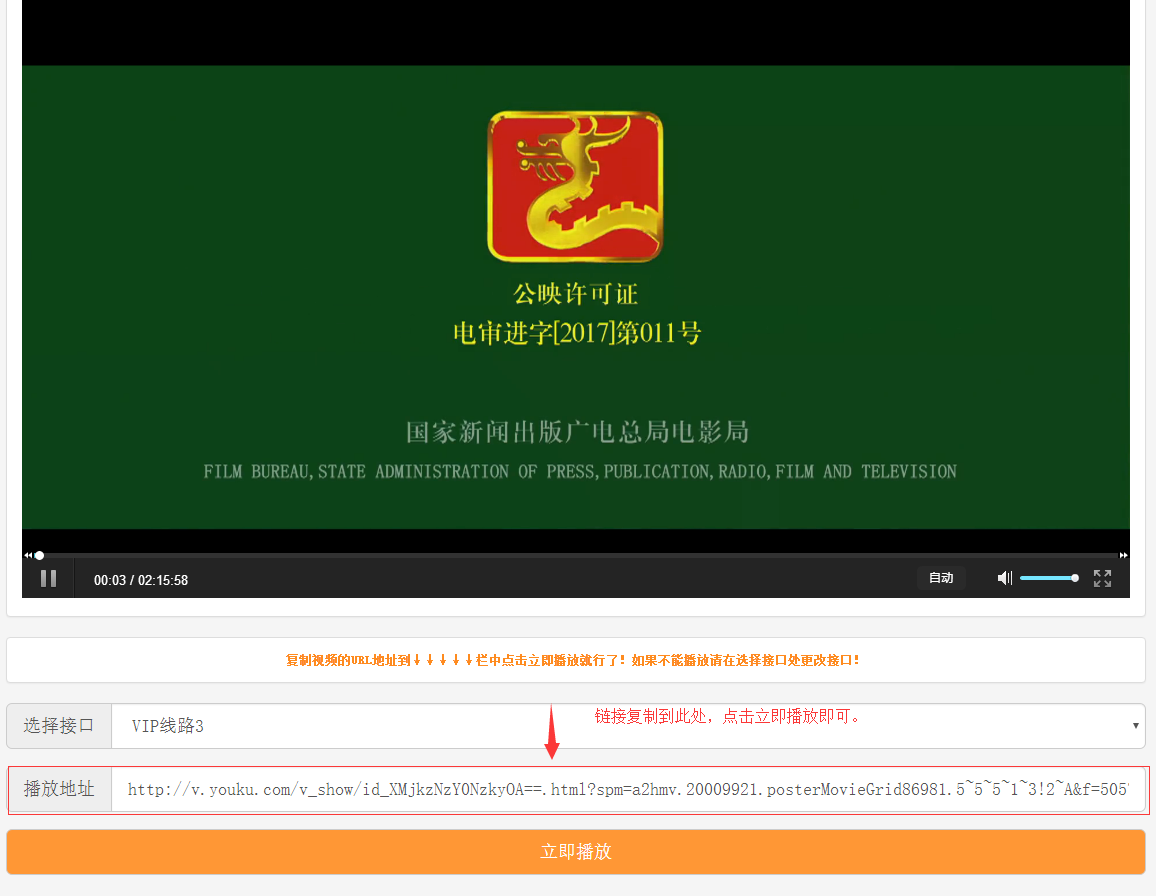 公映许可证
电审进字[2017]第011号
国家新闻出版广电总局电影局
FILM BUREAU,STATE ADMINISTRATION OF PRESS,PUBLICATION,RADIO,FILM AND TELEVISION
00:03 / 02:15:58
自动
复制视频的URL地址到↓↓↓↓↓栏中点击立即播放就行了！如果不能播放请在选择接口处更改接口！
链接复制到此处，点击立即播放即可。
选择接口
VIP线路3
播放地址
http://v.youku.com/v_show/id_XMjkzNzY0NzkyOA==.html?spm=a2hmv.20009921.posterMovieGrid86981.5~5~5~1~3!2~A&f=505
立即播放